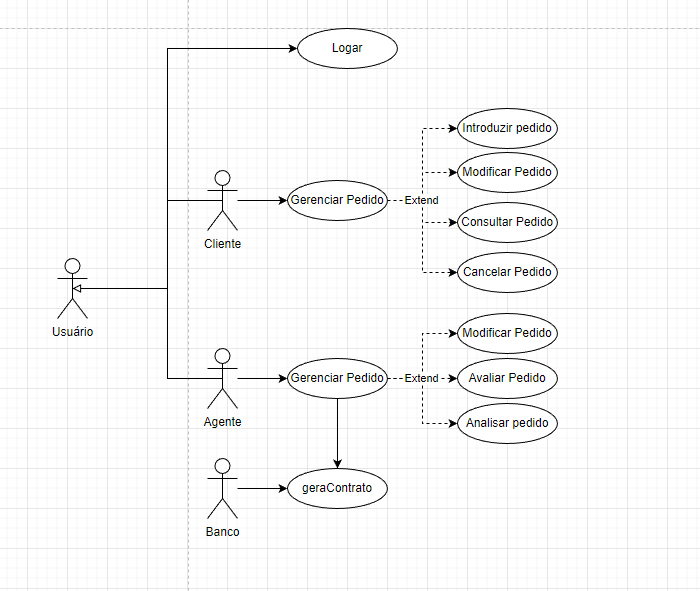 Logar
Introduzir pedido
Modificar Pedido
Gerenciar Pedido
Extend
Consultar Pedido
Cliente
Cancelar Pedido
Usuário
Modificar Pedido
Gerenciar Pedido
Extend
Avaliar Pedido
Agente
Analisar pedido
geraContrato
Banco